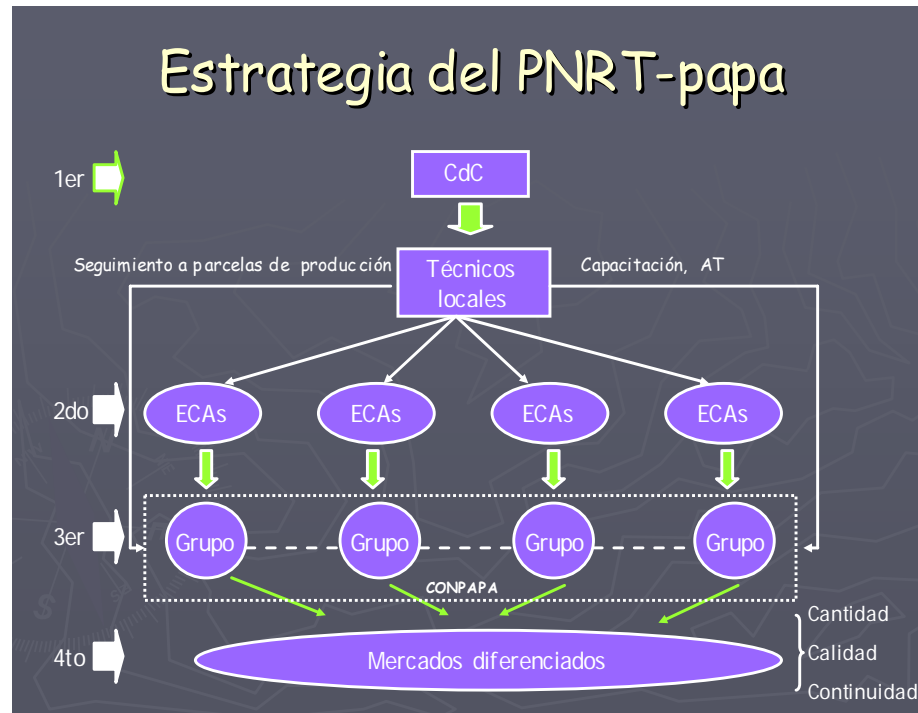 Estrategia del PNRT-papa
1er
CdC
Seguimiento a parcelas de producción
Técnicos
locales
Capacitación, AT
2do
ECAs
ECAs
ECAs
ECAs
3er
Grupo
Grupo
Grupo
Grupo
CONPAPA
Cantidad
4to
Mercados diferenciados
Calidad
Continuidad